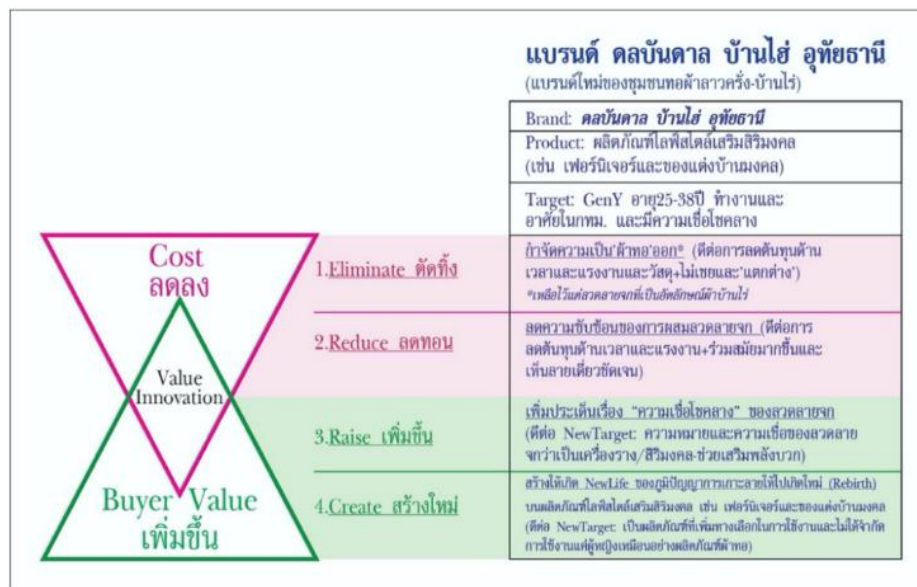 แบรนด์ ดลบันดาล บ้านไฮ่ อุทัยธานี
(แบรนด์ใหม่ของชุมชนทอผ้าลาวครั่ง-บ้านไร่)
Brand: ดลบันดาล บ้านไฮ่ อุทัยธานี
Product: ผลิตภัณฑ์ไลฟ์สไตล์เสริมสิริมงคล
(เช่น เฟอร์นิเจอร์และของแต่งบ้านมงคล)
Target: GenY อายุ25-38ปี ทำงานและ
อาศัยในกทม. และมีความเชื่อโชคลาง
Cost
ลดลง
Value
Innovation
Buyer Value
เพิ่มขึ้น
1.Eliminate ตัดทิ้ง
กำจัดความเป็น'ผ้าทอ'ออก* (ดีต่อการลดต้นทุนด้าน
เวลาและแรงงานและวัสดุ+ไม่เชยและ'แตกต่าง')
*เหลือไว้แต่ลวดลายจกที่เป็นอัตลักษณ์ผ้าบ้านไร่
2.Reduce ลดทอน
ลดความซับซ้อนของการผสมลวดลายจก (ดีต่อการ
ลดต้นทุนด้านเวลาและแรงงาน+ร่วมสมัยมากขึ้นและ
เห็นลายเดี่ยวชัดเจน)
3.Raise เพิ่มขึ้น
เพิ่มประเด็นเรื่อง "ความเชื่อโชคลาง" ของลวดลายจก
(ดีต่อ NewTarget: ความหมายและความเชื่อของลวดลาย
จกว่าเป็นเครื่องราง/สิริมงคล-ช่วยเสริมพลังบวก)
4.Create สร้างใหม่
สร้างให้เกิด NewLife ของภูมิปัญญาการเกาะลายให้ไปเกิดใหม่ (Rebirth)
บนผลิตภัณฑ์ไลฟ์สไตล์เสริมสิริมงคล เช่น เฟอร์นิเจอร์และของแต่งบ้านมงคล
(ดีต่อ NewTarget: เป็นผลิตภัณฑ์ที่เพิ่มทางเลือกในการใช้งานและไม่ได้จำกัด
การใช้งานแค่ผู้หญิงเหมือนอย่างผลิตภัณฑ์ผ้าทอ)